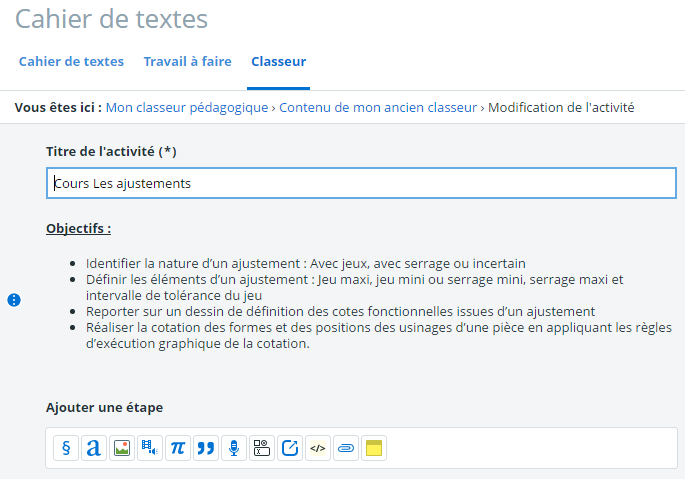 Cahier de textes
Cahier de textes Travail à faire Classeur
Vous êtes ici : Mon classeur pédagogique › Contenu de mon ancien classeur › Modification de l'activité
Titre de l'activité (*)
Cours Les ajustements
Objectifs :
• Identifier la nature d'un ajustement : Avec jeux, avec serrage ou incertain
• Définir les éléments d'un ajustement : Jeu maxi, jeu mini ou serrage mini, serrage maxi et
intervalle de tolérance du jeu
• Reporter sur un dessin de définition des cotes fonctionnelles issues d'un ajustement
• Réaliser la cotation des formes et des positions des usinages d'une pièce en appliquant les règles
d'exécution graphique de la cotation.
Ajouter une étape
§ a π </>